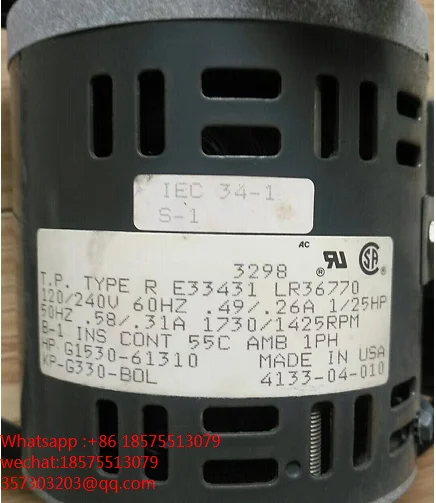 IEC 34-1
S-1
AC
3298 ® UR ® SA
T.P. TYPE R E33431 LR36770
120/240V 60HZ .49/.26A 1/25HP
50HZ .58/.31A 1730/1425RPM
B-1 INS CONT 55C AMB 1PH
HP-G1530-61310 MADE IN USA
KP-G330-BOL 4133-04-010
Whatsapp :+86 18575513079
wechat:18575513079
357303203@qq.com